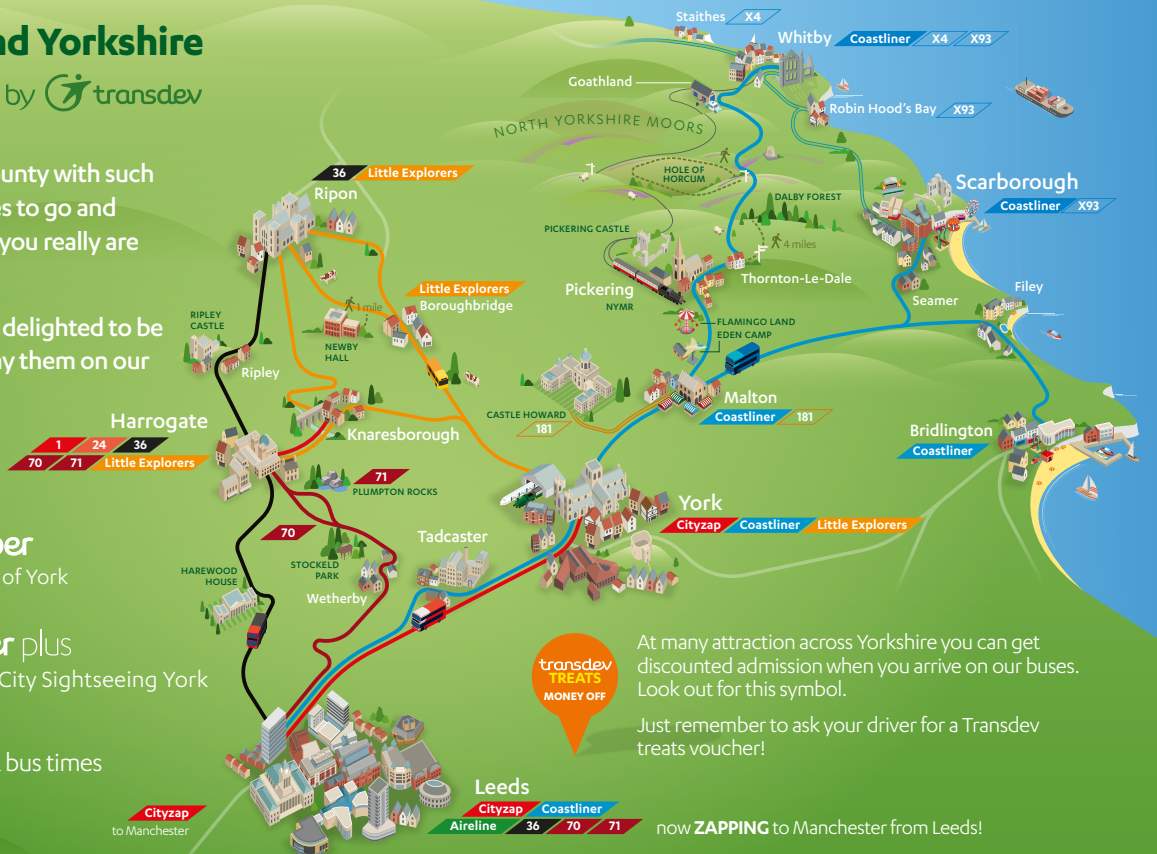 nd Yorkshire
by transdev
unty with such
es to go and
you really are
delighted to be
ay them on our
per
of York
er plus
City Sightseeing York
bus times
Staithes X4
Whitby Coastliner X4 X93
Goathland
Robin Hood's Bay X93
NORTH YORKSHIRE MOORS
HOLE OF
HORCUM
DALBY FOREST
4 miles
Scarborough
Coastliner X93
36 Little Explorers
Ripon
PICKERING CASTLE
Pickering
NYMR
Thornton-Le-Dale
Seamer
Filey
Little Explorers
Boroughbridge
1 mile
NEWBY
HALL
RIPLEY
CASTLE
Ripley
FLAMINGO LAND
EDEN CAMP
Malton
Coastliner 181
CASTLE HOWARD
181
Bridlington
Coastliner
Harrogate
1 24 36
70 71 Little Explorers
Knaresborough
71
PLUMPTON ROCKS
70
York
Cityzap Coastliner Little Explorers
Tadcaster
STOCKELD
PARK
Wetherby
HAREWOOD
HOUSE
transdev
TREATS
MONEY OFF
At many attraction across Yorkshire you can get
discounted admission when you arrive on our buses.
Look out for this symbol.
Just remember to ask your driver for a Transdev
treats voucher!
Cityzap
to Manchester
Leeds
Cityzap Coastliner
Aireline 36 70 71
now ZAPPING to Manchester from Leeds!